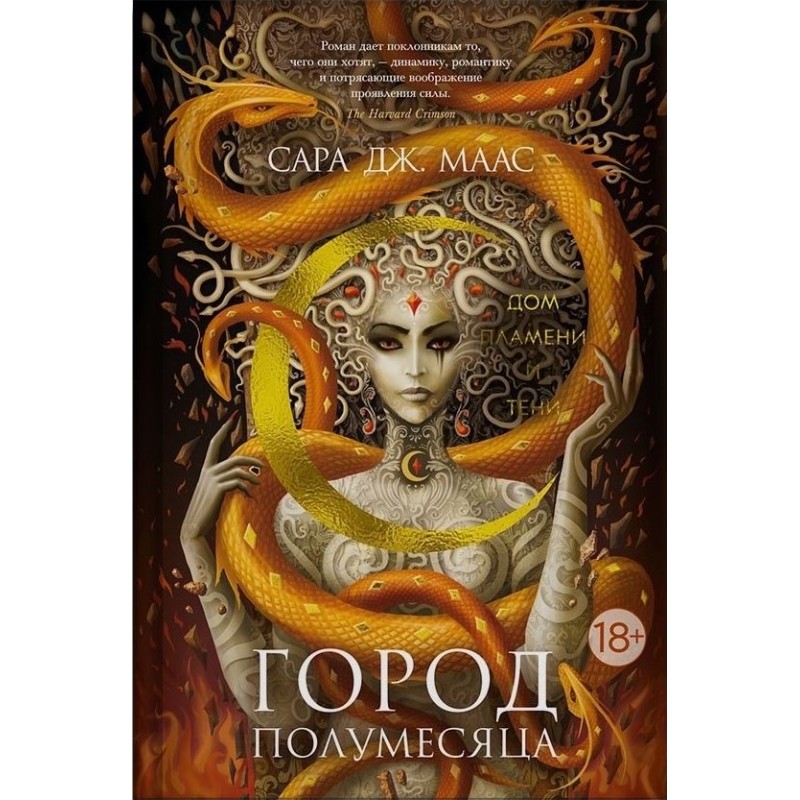 Роман дает поклонникам то,
чего они хотят, — динамику, романтику
и потрясающие воображение
проявления силы.
The Harvard Crimson
САРА ДЖ. МААС
ДОМ
ПЛАМЕНИ
И
ТЕНИ
18+
ГОРОД
ПОЛУМЕСЯЦА